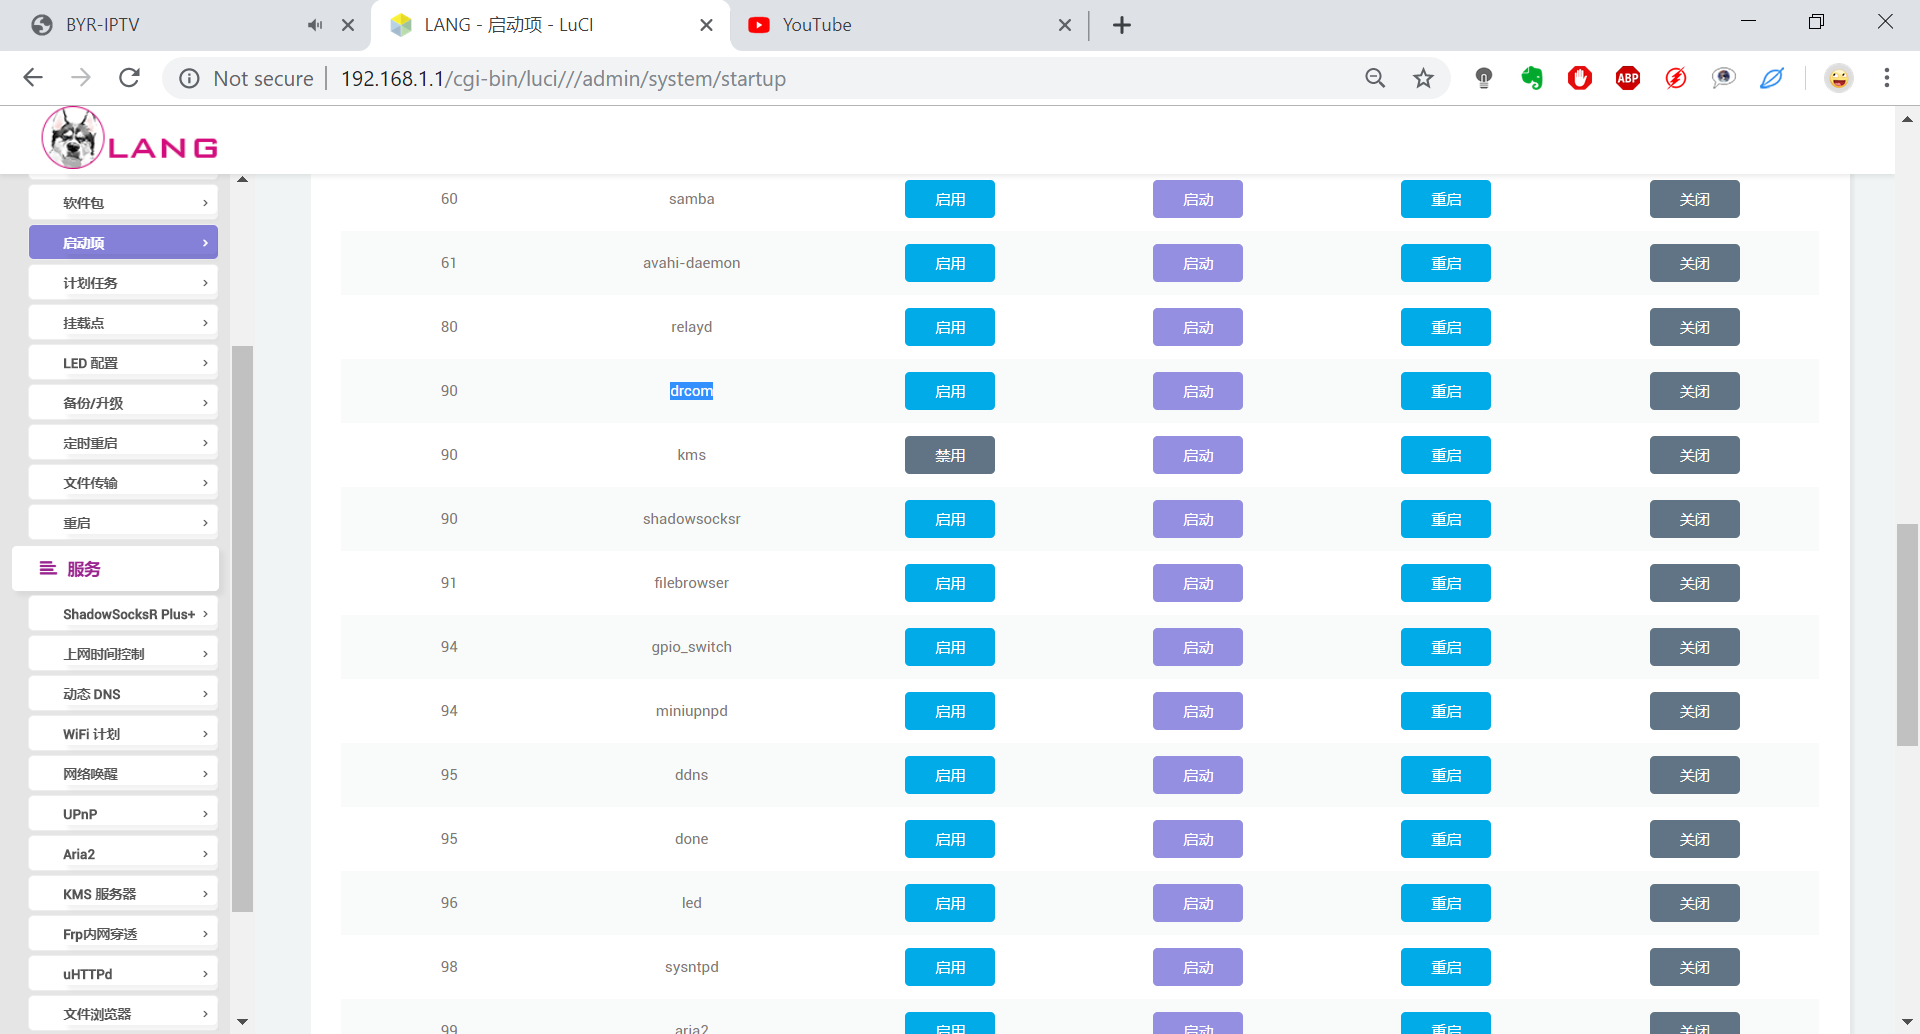 BYR-IPTV
LANG - 启动项 - LuCI
YouTube
Not secure
192.168.1.1/cgi-bin/luci///admin/system/startup
ABP
LANG
软件包
启动项
计划任务
挂载点
LED 配置
备份/升级
定时重启
文件传输
重启
服务
ShadowSocksR Plus+
上网时间控制
动态 DNS
WiFi 计划
网络唤醒
UPnP
Aria2
KMS 服务器
Frp内网穿透
uHTTPd
文件浏览器
60 samba 启用 启动 重启 关闭
61 avahi-daemon 启用 启动 重启 关闭
80 relayd 启用 启动 重启 关闭
90 drcom 启用 启动 重启 关闭
90 kms 禁用 启动 重启 关闭
90 shadowsocksr 启用 启动 重启 关闭
91 filebrowser 启用 启动 重启 关闭
94 gpio_switch 启用 启动 重启 关闭
94 miniupnpd 启用 启动 重启 关闭
95 ddns 启用 启动 重启 关闭
95 done 启用 启动 重启 关闭
96 led 启用 启动 重启 关闭
98 sysntpd 启用 启动 重启 关闭
99 aria2 启用 启动 重启 关闭